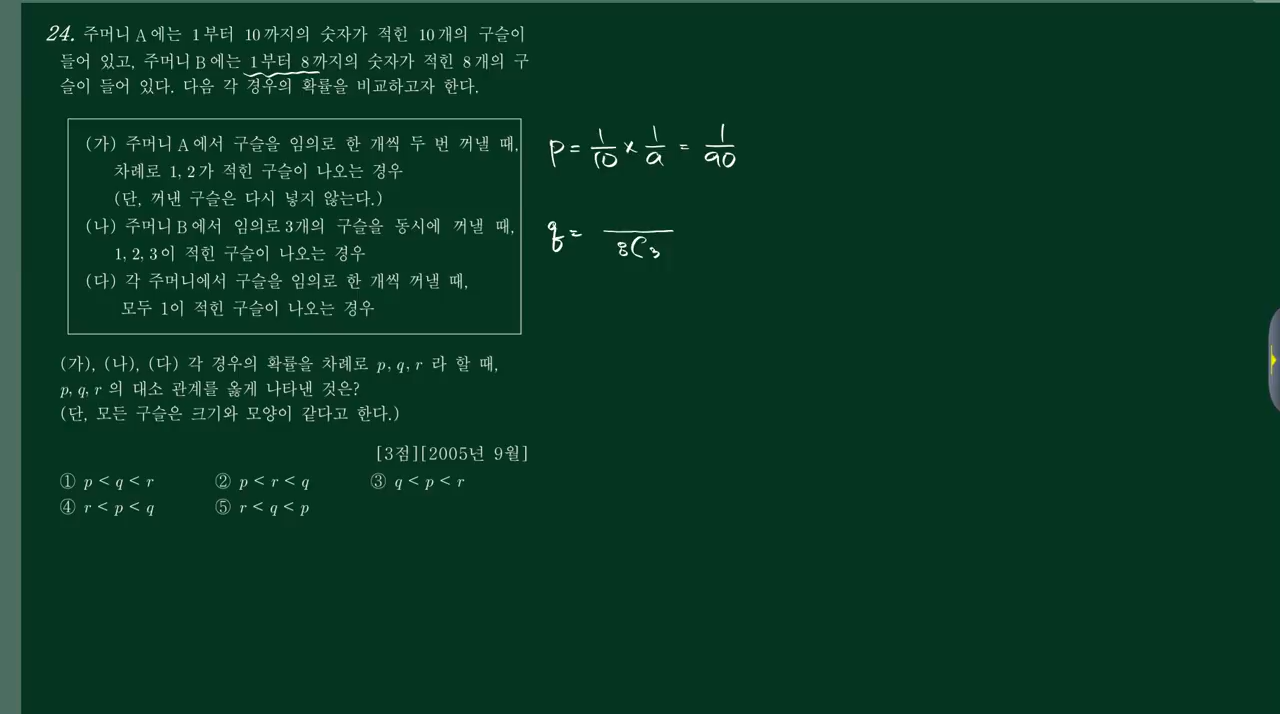 24. 주머니 A에는 1부터 10까지의 숫자가 적힌 10개의 구슬이
들어 있고, 주머니 B에는 1부터 8까지의 숫자가 적힌 8개의 구
슬이 들어 있다. 다음 각 경우의 확률을 비교하고자 한다.
(가) 주머니 A에서 구슬을 임의로 한 개씩 두 번 꺼낼 때,
차례로 1, 2가 적힌 구슬이 나오는 경우
(단, 꺼낸 구슬은 다시 넣지 않는다.)
(나) 주머니 B에서 임의로 3개의 구슬을 동시에 꺼낼 때,
1, 2, 3이 적힌 구슬이 나오는 경우
(다) 각 주머니에서 구슬을 임의로 한 개씩 꺼낼 때,
모두 1이 적힌 구슬이 나오는 경우
(가), (나), (다) 각 경우의 확률을 차례로 p, q, r 라 할 때,
p, q, r 의 대소 관계를 옳게 나타낸 것은?
(단, 모든 구슬은 크기와 모양이 같다고 한다.)
[3점][2005년 9월]
① p < q < r ② p < r < q ③ q < p < r
④ r < p < q ⑤ r < q < p
p = 1/10 × 1/9 = 1/90
q = /8C3